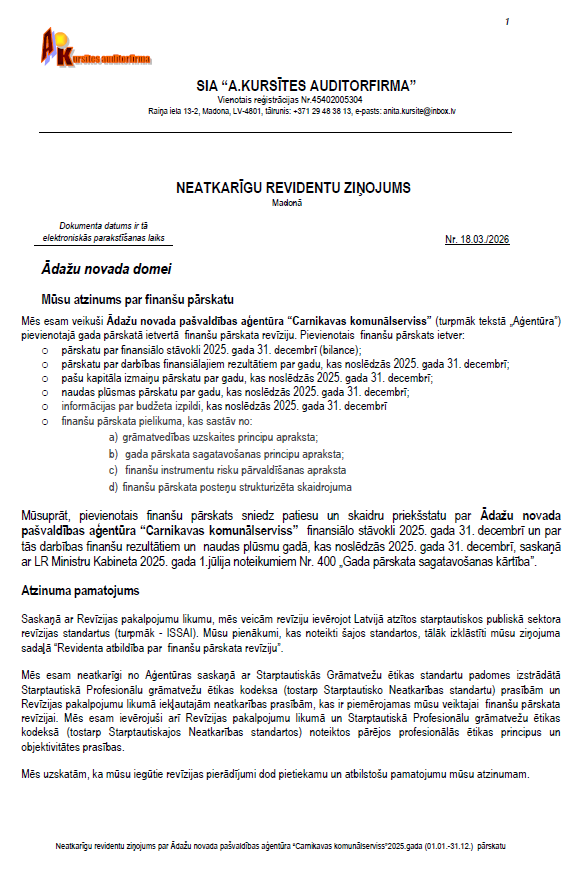 1
A K ursītes auditorfirma
SIA “A.KURSĪTES AUDITORFIRMA”
Vienotais reģistrācijas Nr.45402005304
Raiņa iela 13-2, Madona, LV-4801, tālrunis: +371 29 48 38 13, e-pasts: anita.kursite@inbox.lv
NEATKARĪGU REVIDENTU ZIŅOJUMS
Madonā
Dokumenta datums ir tā
elektroniskās parakstīšanas laiks
Nr. 18.03./2026
Ādažu novada domei
Mūsu atzinums par finanšu pārskatu
Mēs esam veikuši Ādažu novada pašvaldības aģentūra “Carnikavas komunālserviss” (turpmāk tekstā „Aģentūra”)
pievienotajā gada pārskatā ietvertā finanšu pārskata revīziju. Pievienotais finanšu pārskats ietver:
o pārskatu par finansiālo stāvokli 2025. gada 31. decembrī (bilance);
o pārskatu par darbības finansiālajiem rezultātiem par gadu, kas noslēdzās 2025. gada 31. decembrī;
o pašu kapitāla izmaiņu pārskatu par gadu, kas noslēdzās 2025. gada 31. decembrī;
o naudas plūsmas pārskatu par gadu, kas noslēdzās 2025. gada 31. decembrī;
o informācijas par budžeta izpildi, kas noslēdzās 2025. gada 31. decembrī
o finanšu pārskata pielikuma, kas sastāv no:
a) grāmatvedības uzskaites principu apraksta;
b) gada pārskata sagatavošanas principu apraksta;
c) finanšu instrumentu risku pārvaldīšanas apraksta
d) finanšu pārskata posteņu strukturizēta skaidrojuma
Mūsuprāt, pievienotais finanšu pārskats sniedz patiesu un skaidru priekšstatu par Ādažu novada
pašvaldības aģentūra “Carnikavas komunālserviss” finansiālo stāvokli 2025. gada 31. decembrī un par
tās darbības finanšu rezultātiem un naudas plūsmu gadā, kas noslēdzās 2025. gada 31. decembrī, saskaņā
ar LR Ministru Kabineta 2025. gada 1.jūlija noteikumiem Nr. 400 „Gada pārskata sagatavošanas kārtība”.
Atzinuma pamatojums
Saskaņā ar Revīzijas pakalpojumu likumu, mēs veicām revīziju ievērojot Latvijā atzītos starptautiskos publiskā sektora
revīzijas standartus (turpmāk - ISSAI). Mūsu pienākumi, kas noteikti šajos standartos, tālāk izklāstīti mūsu ziņojuma
sadaļā “Revidenta atbildība par finanšu pārskata revīziju”.
Mēs esam neatkarīgi no Aģentūras saskaņā ar Starptautiskās Grāmatvežu ētikas standartu padomes izstrādātā
Starptautiskā Profesionālu grāmatvežu ētikas kodeksa (tostarp Starptautisko Neatkarības standartu) prasībām un
Revīzijas pakalpojumu likumā iekļautajām neatkarības prasībām, kas ir piemērojamas mūsu veiktajai finanšu pārskata
revīzijai. Mēs esam ievērojuši arī Revīzijas pakalpojumu likumā un Starptautiskā Profesionālu grāmatvežu ētikas
kodeksā (tostarp Starptautiskajos Neatkarības standartos) noteiktos pārējos profesionālās ētikas principus un
objektivitātes prasības.
Mēs uzskatām, ka mūsu iegūtie revīzijas pierādījumi dod pietiekamu un atbilstošu pamatojumu mūsu atzinumam.
Neatkarīgu revidentu ziņojums par Ādažu novada pašvaldības aģentūra “Carnikavas komunālserviss”2025.gada (01.01.-31.12.) pārskatu